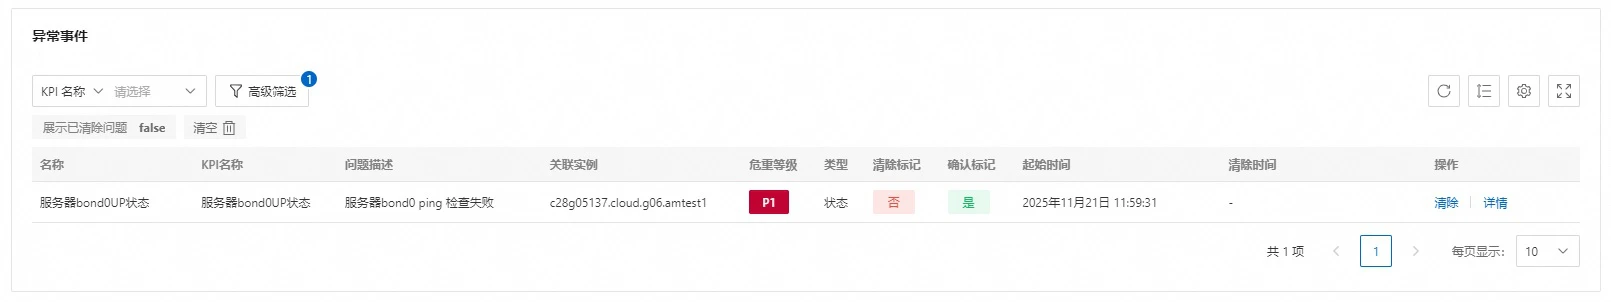 异常事件
KPI 名称 请选择 高级筛选 1
展示已清除问题 false 清空
名称 KPI名称 问题描述 关联实例 危重等级 类型 清除标记 确认标记 起始时间 清除时间 操作
服务器bond0UP状态 服务器bond0UP状态 服务器bond0 ping 检查失败 c28g05137.cloud.g06.amtest1 P1 状态 否 是 2025年11月21日 11:59:31 - 清除 详情
共 1 项 1 每页显示: 10